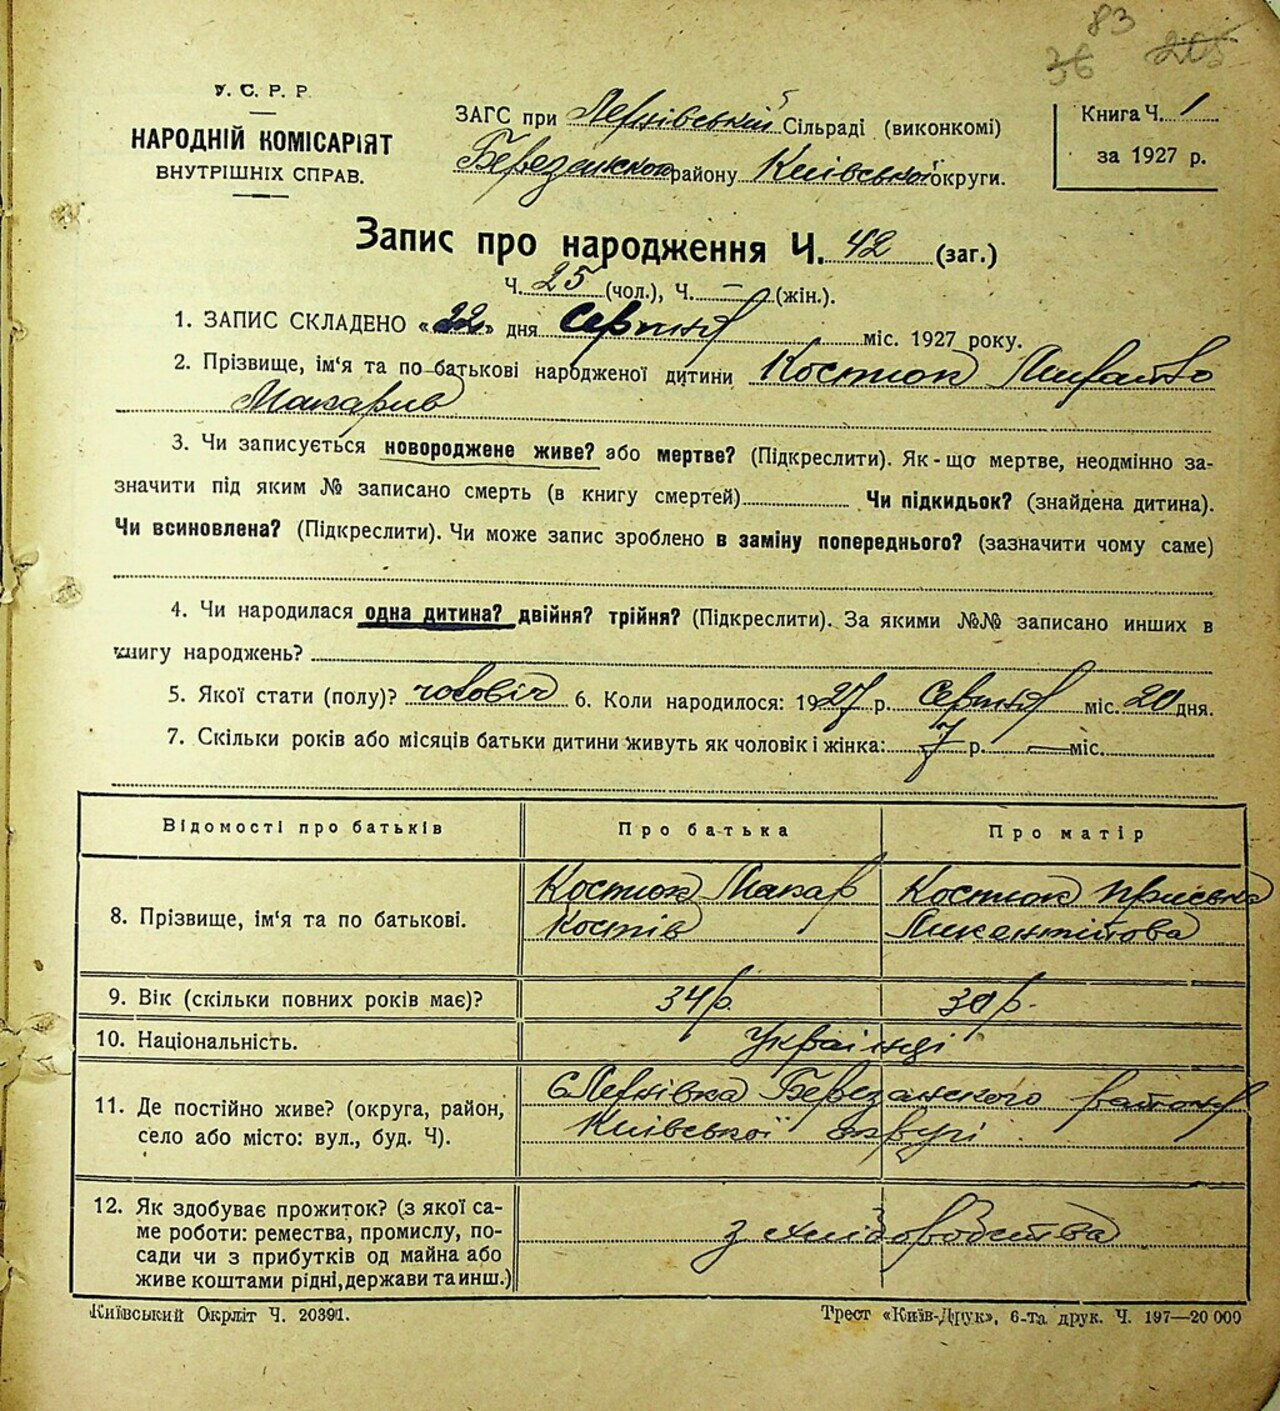 83
36 205
У. С. Р. Р
НАРОДНІЙ КОМІСАРІЯТ
ВНУТРІШНІХ СПРАВ.
ЗАГС при Лехнівській Сільраді (виконкомі)
Березанського району Київської округи.
Книга Ч. 1
за 1927 р.
Запис про народження Ч. 42 (заг.)
Ч. 25 (чол.), Ч. – (жін.).
1. ЗАПИС СКЛАДЕНО «22» дня Серпня міс. 1927 року.
2. Прізвище, ім'я та по-батькові народженої дитини Костюк
Макарів
3. Чи записується новороджене живе? або мертве? (Підкреслити). Як-що мертве, неодмінно за-
значити під яким № записано смерть (в книгу смертей) Чи підкидьок? (знайдена дитина).
Чи всиновлена? (Підкреслити). Чи може запис зроблено в заміну попереднього? (зазначити чому саме)
4. Чи народилася одна дитина? двійня? трійня? (Підкреслити). За якими №№ записано инших в
книгу народжень?
5. Якої стати (полу)? чоловіч 6. Коли народилося: 1927 р. Серпня міс. 20 дня.
7. Скільки років або місяців батьки дитини живуть як чоловік і жінка: 7 р. — міс.
Відомості про батьків Про батька Про матір
8. Прізвище, ім'я та по батькові. Костюк Макар Костюк Приська
Костів
9. Вік (скільки повних років має)? 34 р. 30 р.
10. Національність. Українці
11. Де постійно живе? (округа, район, с Лехнівка Березанського району
село або місто: вул., буд. Ч). Київської округи
12. Як здобуває прожиток? (з якої са-
ме роботи: ремества, промислу, по- з хлібоводства
сади чи з прибутків од майна або
живе коштами рідні, держави та инш.)
Київський Окрліт Ч. 20391. Трест «Київ-Друк», 6-та друк. Ч. 197—20 000